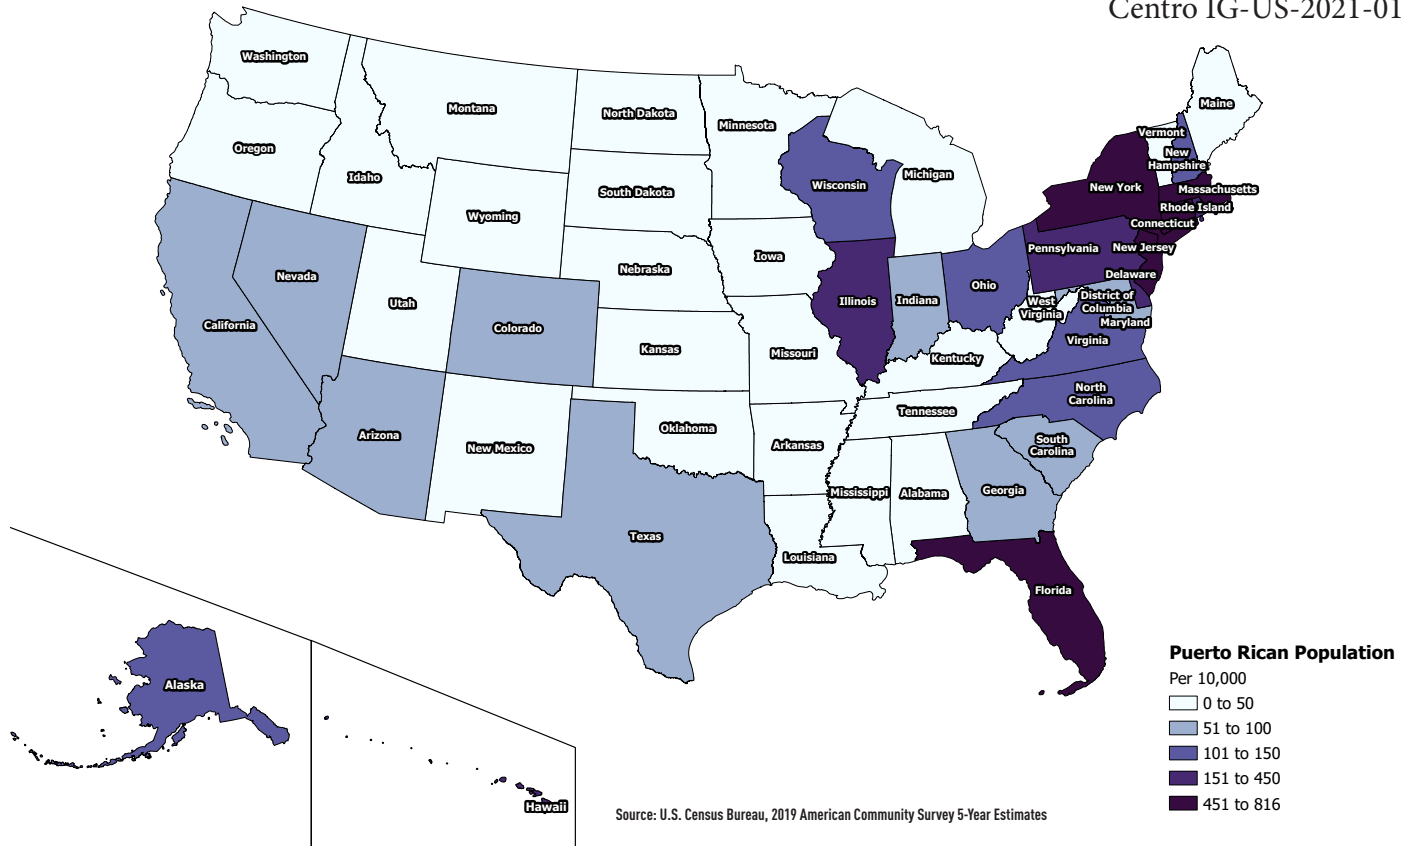 Centro IG-US-2021-01
Washington
Montana
North Dakota
Minnesota
Maine
Vermont
New
Hampshire
Oregon
Idaho
Wyoming
South Dakota
Wisconsin
Michigan
New York
Massachusetts
Rhode Island
Connecticut
Nevada
Utah
Nebraska
Iowa
Pennsylvania
New Jersey
Delaware
California
Colorado
Kansas
Missouri
Illinois
Indiana
Ohio
West
Virginia
District of
Columbia
Maryland
Virginia
Kentucky
Arizona
New Mexico
Oklahoma
Arkansas
Tennessee
North
Carolina
South
Carolina
Texas
Louisiana
Mississippi
Alabama
Georgia
Florida
Alaska
Hawaii
Puerto Rican Population
Per 10,000
0 to 50
51 to 100
101 to 150
151 to 450
451 to 816
Source: U.S. Census Bureau, 2019 American Community Survey 5-Year Estimates